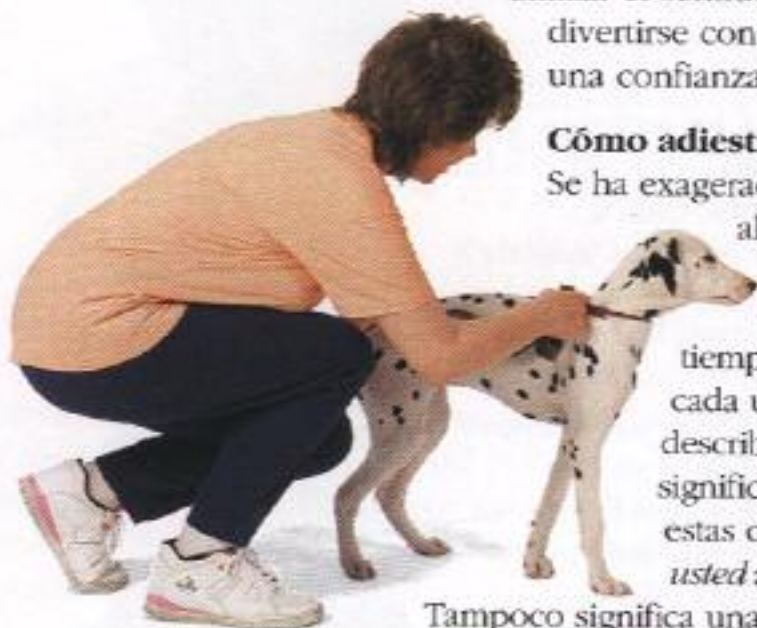 divertirse con
una confianza
Cómo adiest
Se ha exagerad
al
tiemp
cada u
describ
signific
estas c
usted
Tampoco significa una